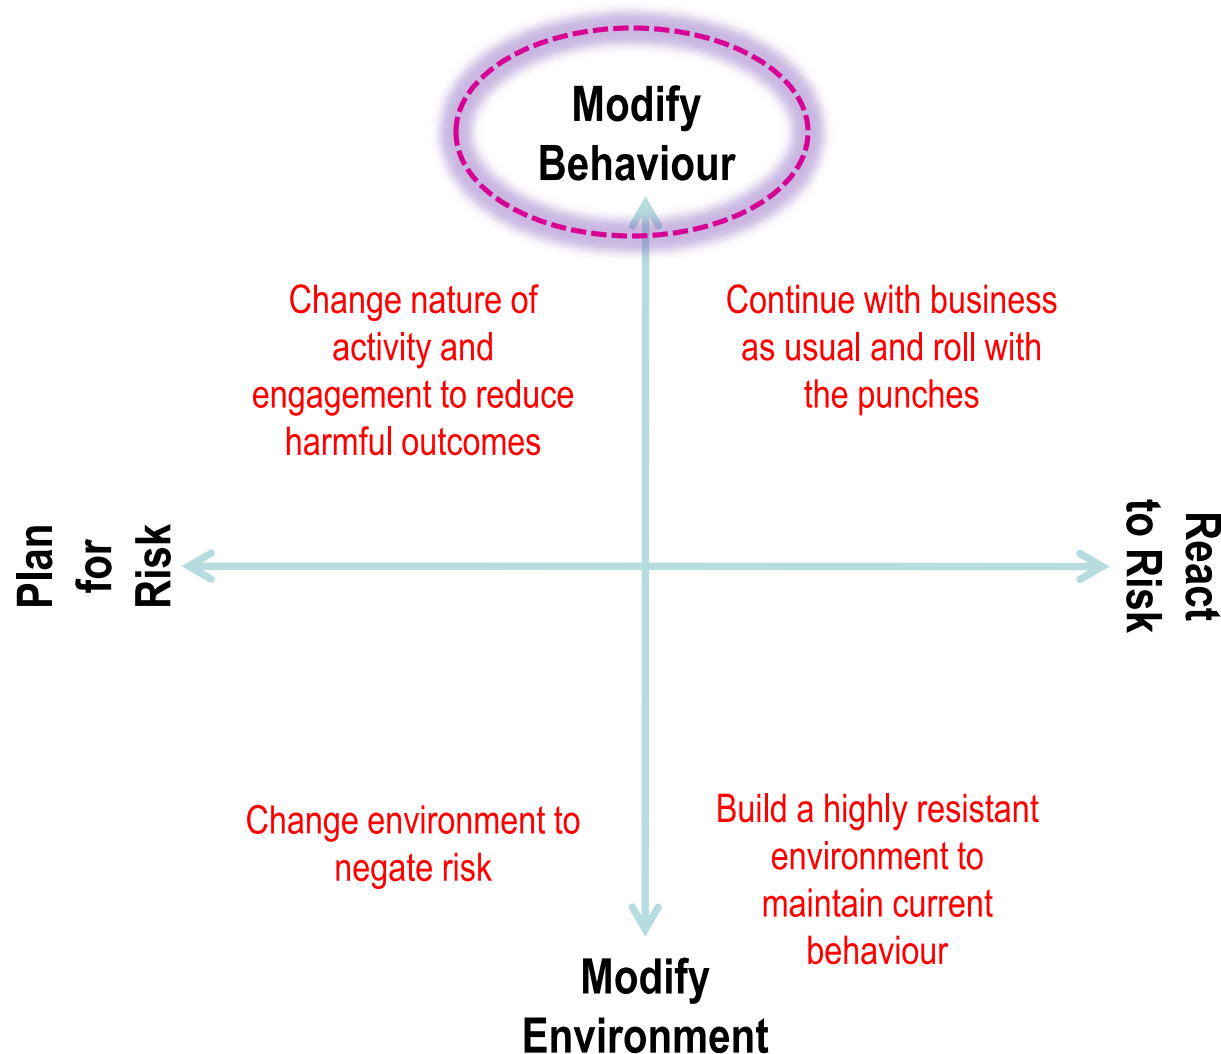 Modify
Behaviour
Change nature of
activity and
engagement to reduce
harmful outcomes
Continue with business
as usual and roll with
the punches
Plan
for
Risk
React
to Risk
Change environment to
negate risk
Build a highly resistant
environment to
maintain current
behaviour
Modify
Environment